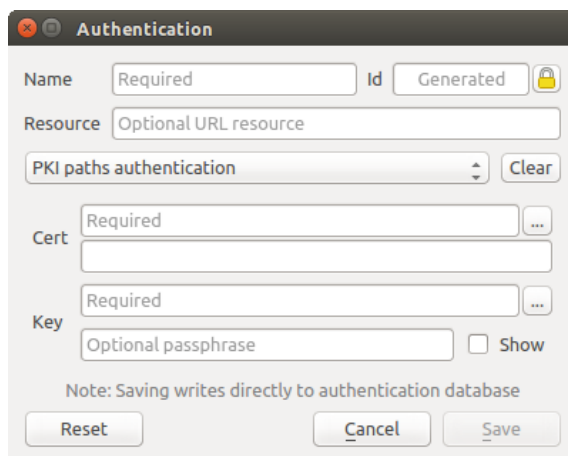 Authentication
Name Required Id Generated
Resource Optional URL resource
PKI paths authentication Clear
Required ...
Cert
Required ...
Key
Optional passphrase Show
Note: Saving writes directly to authentication database
Reset Cancel Save